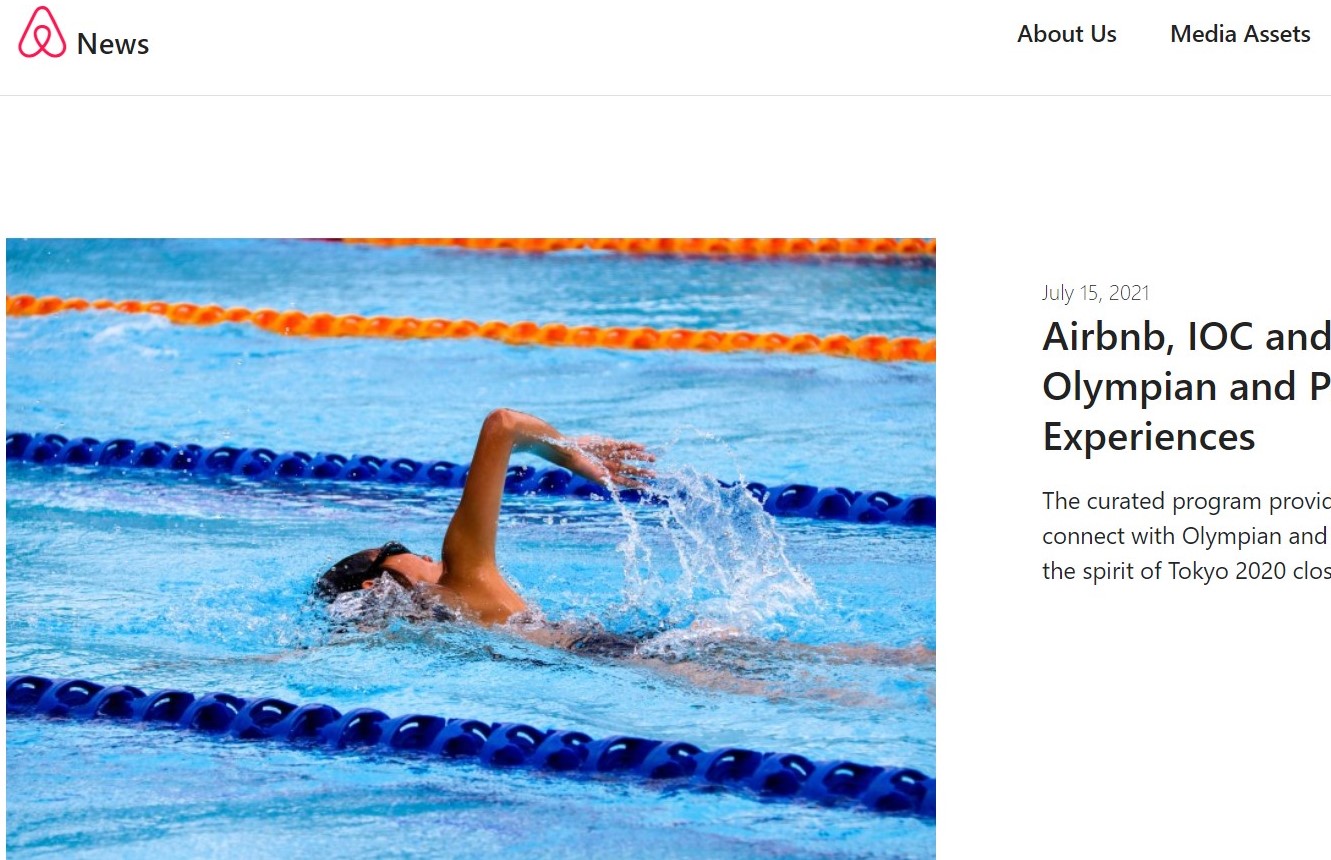 News
About Us
Media Assets
July 15, 2021
Airbnb, IOC and
Olympian and P
Experiences
The curated program provid
connect with Olympian and
the spirit of Tokyo 2020 clos